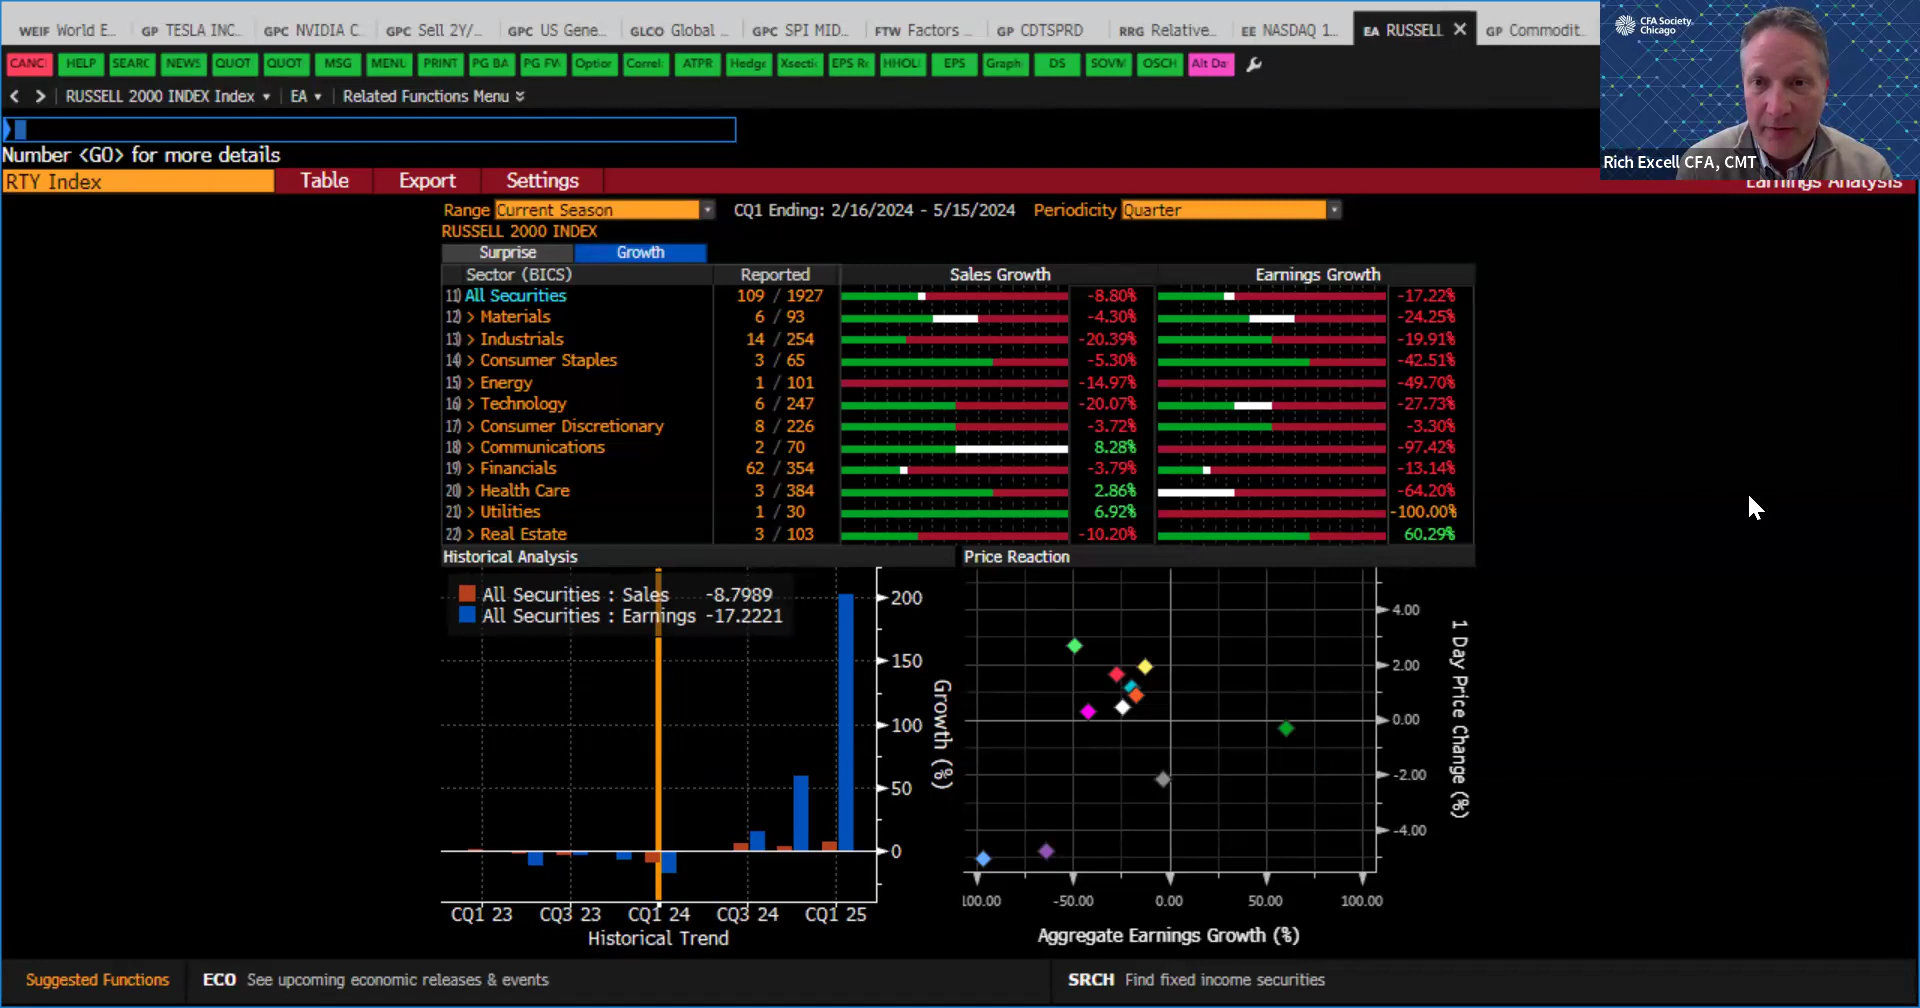 WEIF World E... GP TESLA INC... GPC NVIDIA C... GPC Sell 2Y/... GPC US Gene... GLCO Global ... GPC SPI MID... FTW Factors ... GP CDTSPRD RRG Relative... EE NASDAQ 1... EA RUSSELL GP Commodit...
CFA Society
Chicago
CANC HELP SEARC NEWS QUOT QUOT MSG MENU PRINT PG BA PG FW Option Correl ATPR Hedge Xsectio EPS Re HHOL EPS Graph DS SOVM OSCH Alt Da
RUSSELL 2000 INDEX Index EA Related Functions Menu
Number <GO> for more details
Rich Excell CFA, CMT
RTY Index Table Export Settings Earnings Analysis
Range Current Season CQ1 Ending: 2/16/2024 - 5/15/2024 Periodicity Quarter
RUSSELL 2000 INDEX
Surprise Growth
Sector (BICS) Reported Sales Growth Earnings Growth
11) All Securities 109 / 1927 -8.80% -17.22%
12) > Materials 6 / 93 -4.30% -24.25%
13) > Industrials 14 / 254 -20.39% -19.91%
14) > Consumer Staples 3 / 65 -5.30% -42.51%
15) > Energy 1 / 101 -14.97% -49.70%
16) > Technology 6 / 247 -20.07% -27.73%
17) > Consumer Discretionary 8 / 226 -3.72% -3.30%
18) > Communications 2 / 70 8.28% -97.42%
19) > Financials 62 / 354 -3.79% -13.14%
20) > Health Care 3 / 384 2.86% -64.20%
21) > Utilities 1 / 30 6.92% -100.00%
22) > Real Estate 3 / 103 -10.20% 60.29%
Historical Analysis
All Securities : Sales -8.7989
All Securities : Earnings -17.2221
200
150
100
50
0
Growth (%)
CQ1 23 CQ3 23 CQ1 24 CQ3 24 CQ1 25
Historical Trend
Price Reaction
4.00
2.00
0.00
-2.00
-4.00
1 Day Price Change (%)
100.00 -50.00 0.00 50.00 100.00
Aggregate Earnings Growth (%)
Suggested Functions ECO See upcoming economic releases & events SRCH Find fixed income securities